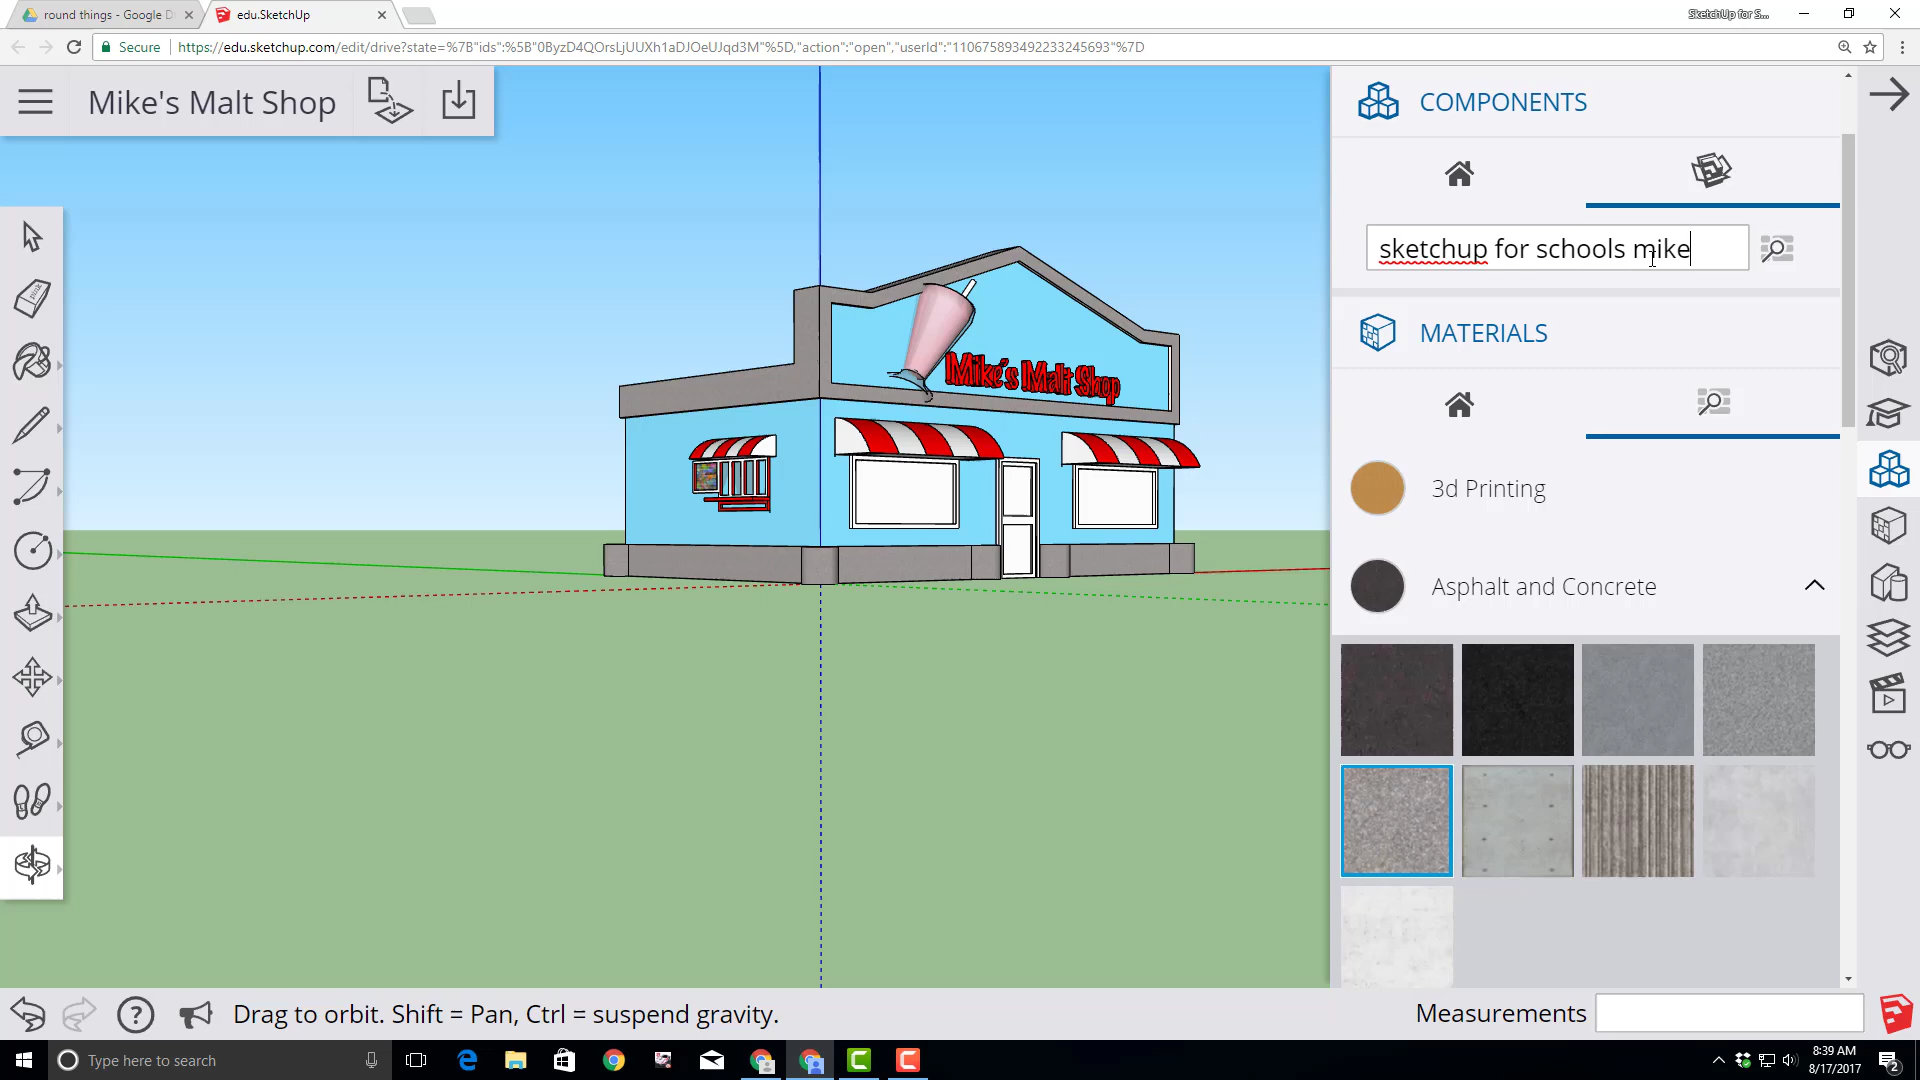 round things - Google D
edu.SketchUp
SketchUp for S...
Secure
https://edu.sketchup.com/edit/drive?state=%7B"ids":%5B"0ByzD4QOrsLjUUXh1aDJOeUJqd3M"%5D,"action":"open","userId":"110675893492233245693"%7D
Mike's Malt Shop
COMPONENTS
sketchup for schools mike
MATERIALS
3d Printing
Asphalt and Concrete
Mike's Malt Shop
Drag to orbit. Shift = Pan, Ctrl = suspend gravity.
Measurements
Type here to search
8:39 AM
8/17/2017
2